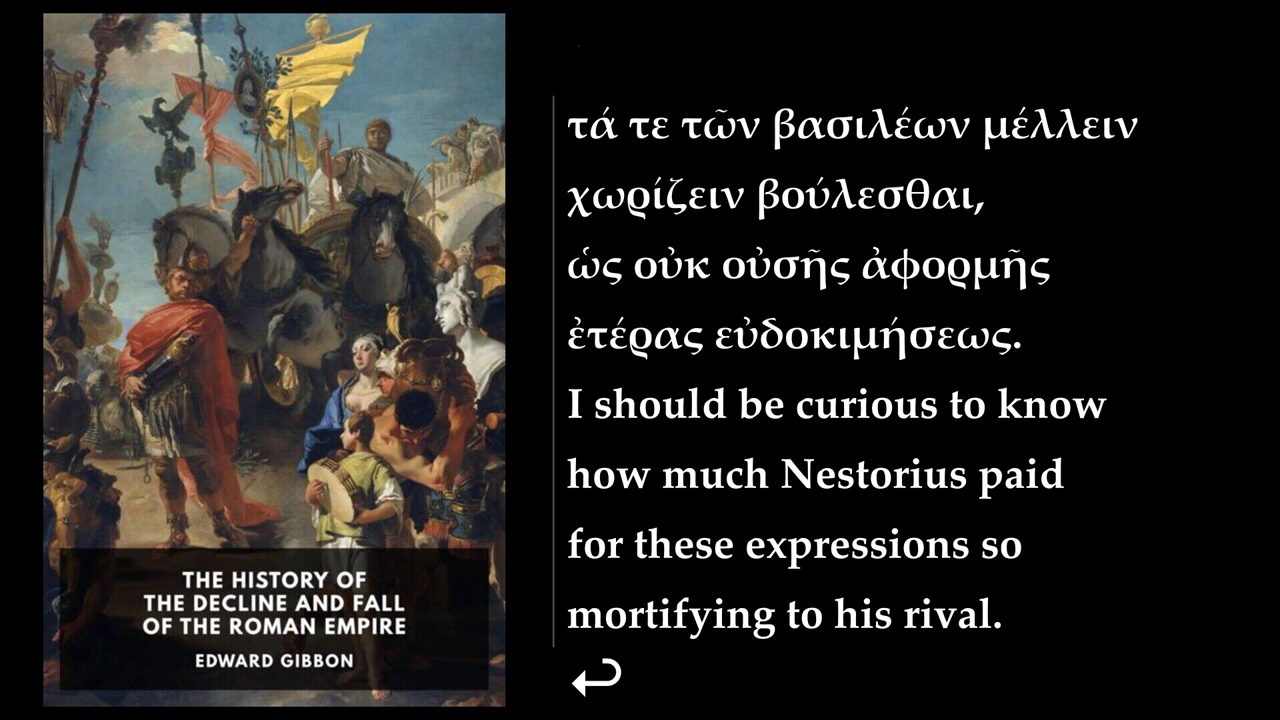 THE HISTORY OF
THE DECLINE AND FALL
OF THE ROMAN EMPIRE
EDWARD GIBBON
τά τε τῶν βασιλέων μέλλειν
χωρίζειν βούλεσθαι,
ὡς οὐκ οὐσῆς ἀφορμῆς
ἐτέρας εὐδοκιμήσεως.
I should be curious to know
how much Nestorius paid
for these expressions so
mortifying to his rival.
↩